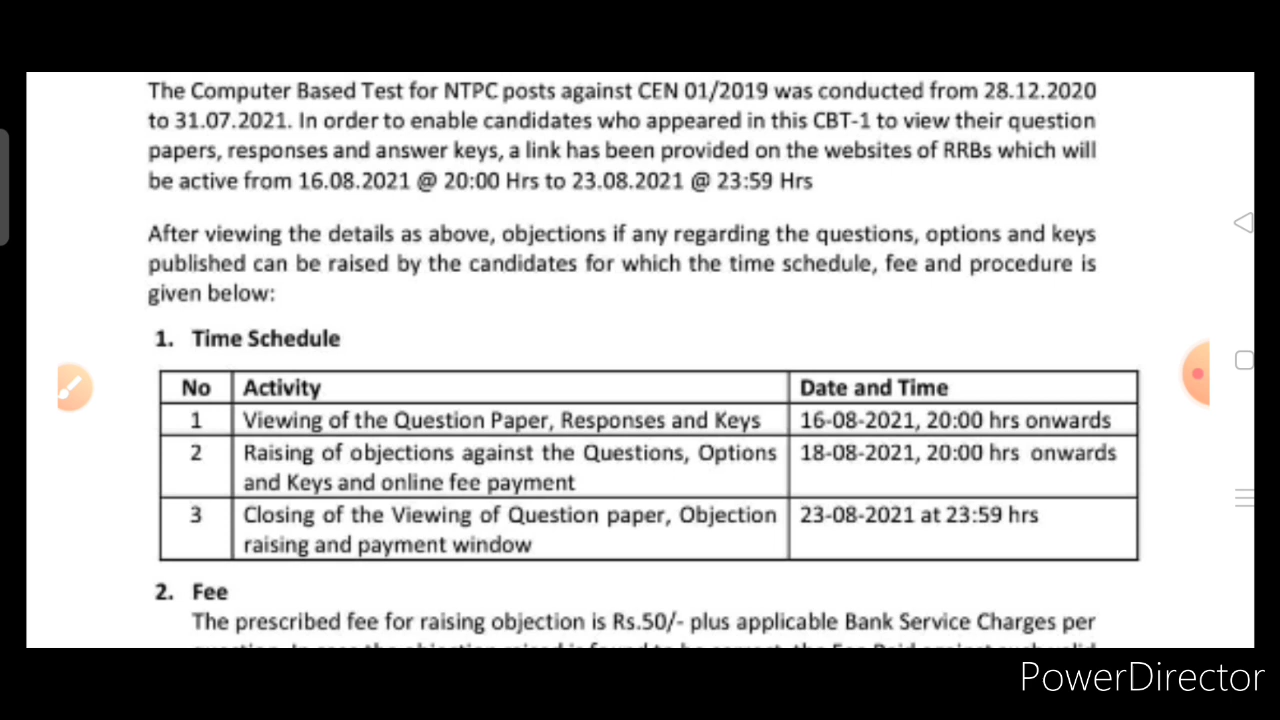 The Computer Based Test for NTPC posts against CEN 01/2019 was conducted from 28.12.2020
to 31.07.2021. In order to enable candidates who appeared in this CBT-1 to view their question
papers, responses and answer keys, a link has been provided on the websites of RRBs which will
be active from 16.08.2021 @ 20:00 Hrs to 23.08.2021 @ 23:59 Hrs
After viewing the details as above, objections if any regarding the questions, options and keys
published can be raised by the candidates for which the time schedule, fee and procedure is
given below:
1. Time Schedule
No Activity Date and Time
1 Viewing of the Question Paper, Responses and Keys 16-08-2021, 20:00 hrs onwards
2 Raising of objections against the Questions, Options 18-08-2021, 20:00 hrs onwards
and Keys and online fee payment
3 Closing of the Viewing of Question paper, Objection 23-08-2021 at 23:59 hrs
raising and payment window
2. Fee
The prescribed fee for raising objection is Rs.50/- plus applicable Bank Service Charges per
PowerDirector